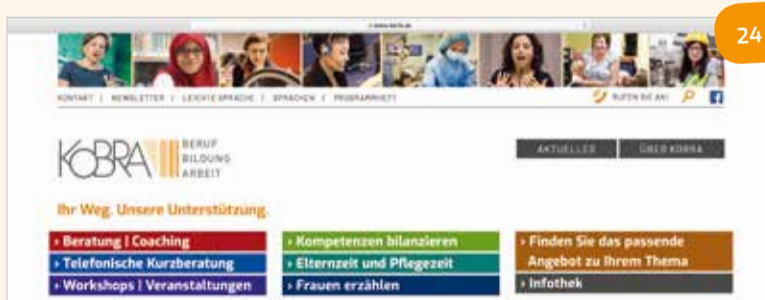 24
KONTAKT | NEWSLETTER | LEICHTE SPRACHE | SPRACHEN | PROGRAMMHEFT
RUFEN SIE AN!
KOBRA BERUF
BILDUNG
ARBEIT
AKTUELLES ÜBER KOBRA
Ihr Weg. Unsere Unterstützung.
› Beratung | Coaching
› Telefonische Kurzberatung
› Workshops | Veranstaltungen
› Kompetenzen bilanzieren
› Elternzeit und Pflegezeit
› Frauen erzählen
› Finden Sie das passende
Angebot zu Ihrem Thema
› Infothek